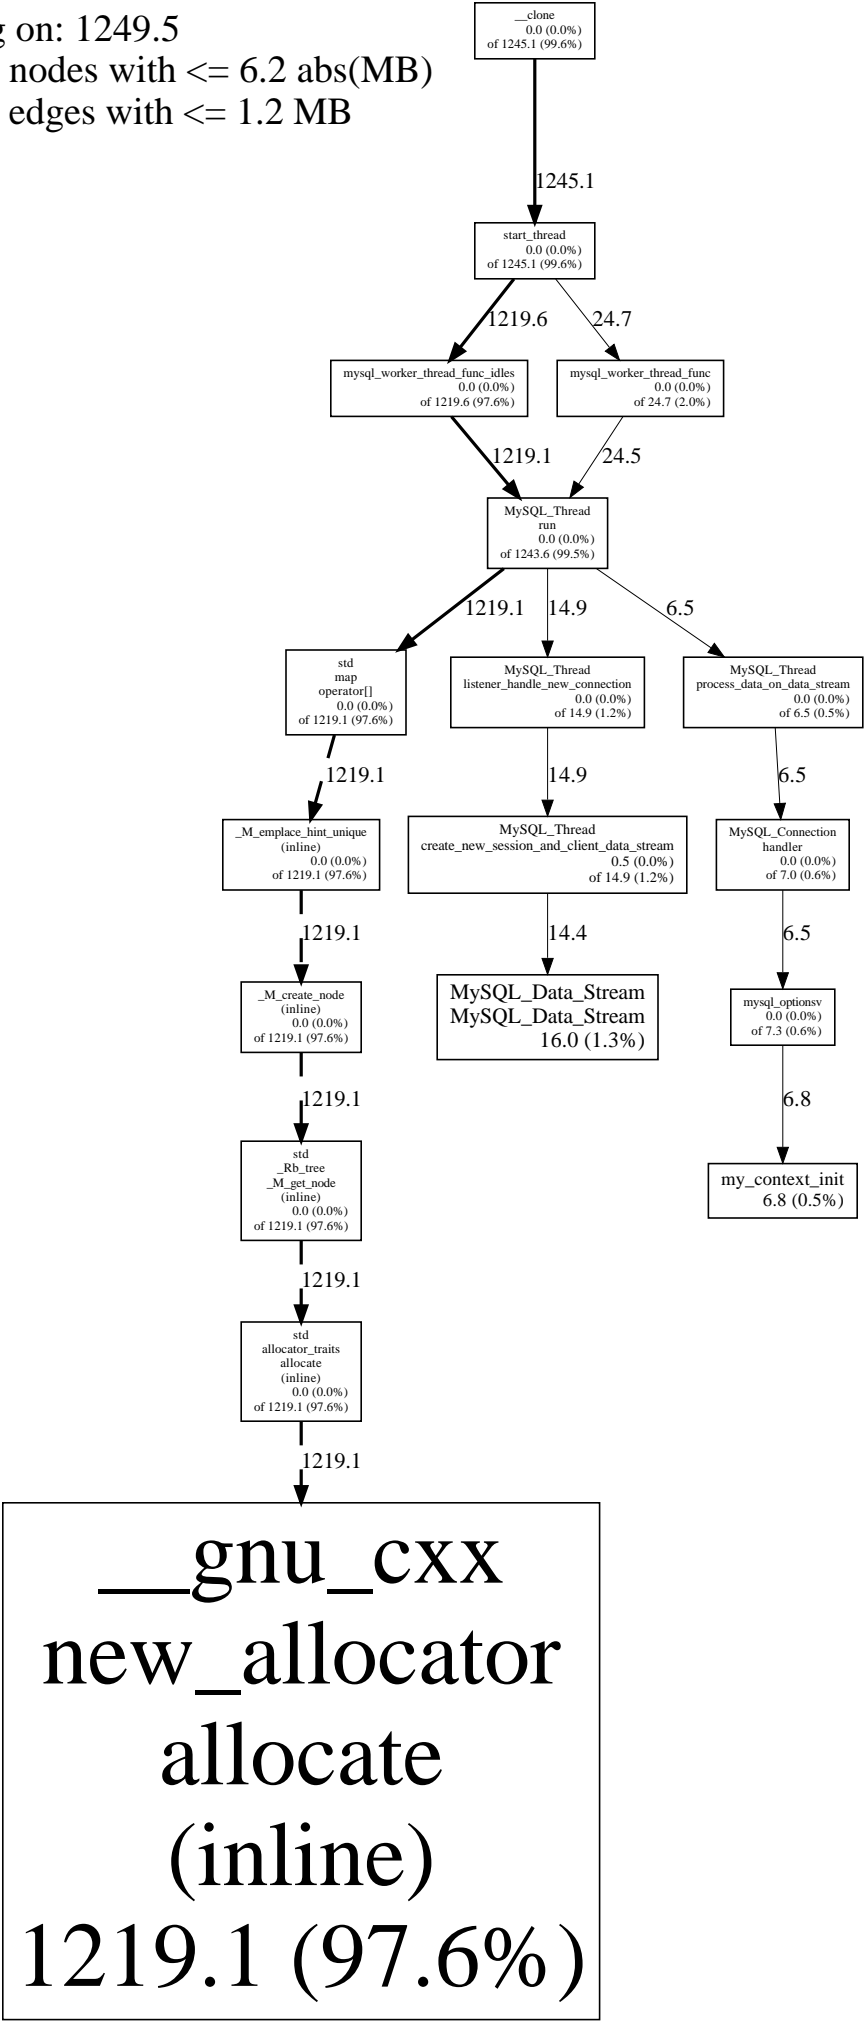 g on: 1249.5
nodes with <= 6.2 abs(MB)
edges with <= 1.2 MB
__clone
0.0 (0.0%)
of 1245.1 (99.6%)
1245.1
start_thread
0.0 (0.0%)
of 1245.1 (99.6%)
1219.6
24.7
mysql_worker_thread_func_idles
0.0 (0.0%)
of 1219.6 (97.6%)
mysql_worker_thread_func
0.0 (0.0%)
of 24.7 (2.0%)
1219.1
24.5
MySQL_Thread
run
0.0 (0.0%)
of 1243.6 (99.5%)
1219.1
14.9
6.5
std
map
operator[]
0.0 (0.0%)
of 1219.1 (97.6%)
MySQL_Thread
listener_handle_new_connection
0.0 (0.0%)
of 14.9 (1.2%)
MySQL_Thread
process_data_on_data_stream
0.0 (0.0%)
of 6.5 (0.5%)
1219.1
14.9
6.5
_M_emplace_hint_unique
(inline)
0.0 (0.0%)
of 1219.1 (97.6%)
MySQL_Thread
create_new_session_and_client_data_stream
0.5 (0.0%)
of 14.9 (1.2%)
MySQL_Connection
handler
0.0 (0.0%)
of 7.0 (0.6%)
1219.1
14.4
6.5
_M_create_node
(inline)
0.0 (0.0%)
of 1219.1 (97.6%)
MySQL_Data_Stream
MySQL_Data_Stream
16.0 (1.3%)
mysql_optionsv
0.0 (0.0%)
of 7.3 (0.6%)
1219.1
6.8
std
_Rb_tree
_M_get_node
(inline)
0.0 (0.0%)
of 1219.1 (97.6%)
my_context_init
6.8 (0.5%)
1219.1
std
allocator_traits
allocate
(inline)
0.0 (0.0%)
of 1219.1 (97.6%)
1219.1
__gnu_cxx
new_allocator
allocate
(inline)
1219.1 (97.6%)